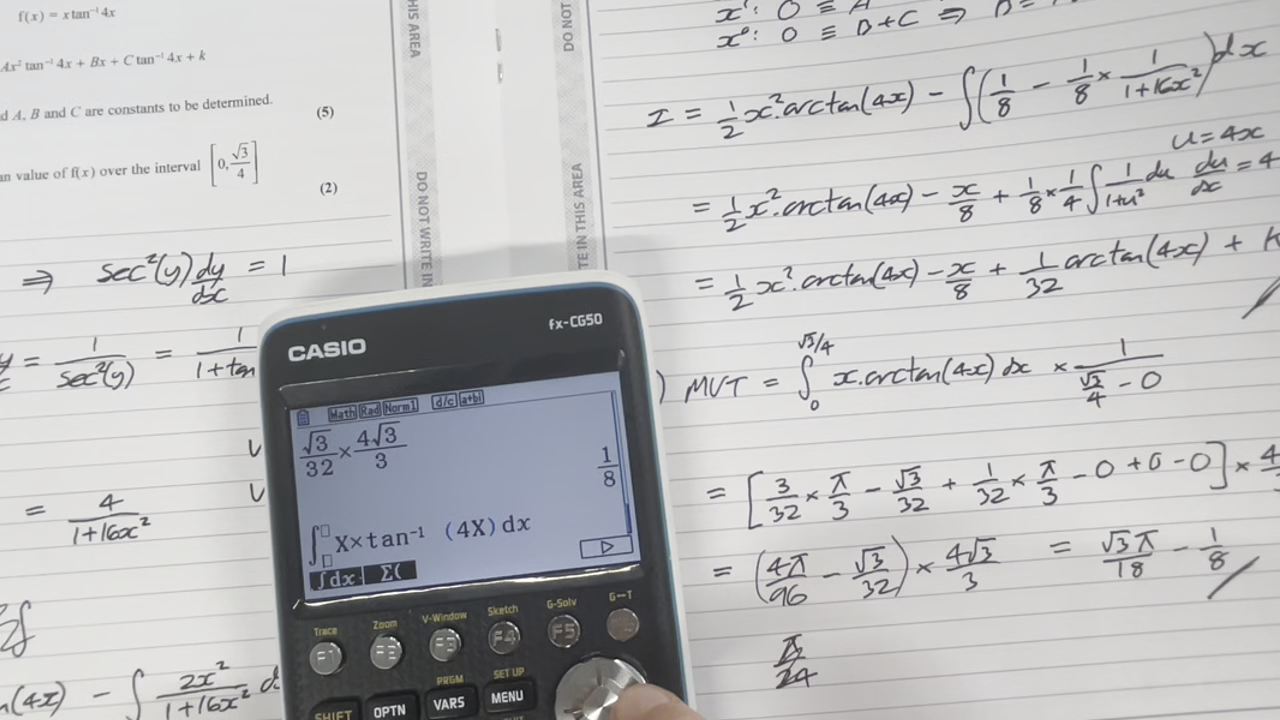 f(x) = x tan⁻¹ 4x
Ax² tan⁻¹ 4x + Bx + C tan⁻¹ 4x + k
A, B and C are constants to be determined.
(5)
value of f(x) over the interval [0, √3/4]
(2)
HIS AREA
DO NOT WRITE IN
DO NOT
TE IN THIS AREA
⇒ sec²(y) dy/dx = 1
= 1/sec²(y) = 1/1+tan
= 4/1+16x²
(4x) - ∫ 2x²/1+16x²
x⁰: 0 ≡ B+C ⇒
I = ½x².arctan(4x) - ∫(1/8 - 1/8 × 1/1+16x²)dx
u = 4x
= ½x².arctan(4x) - x/8 + 1/8 × 1/4 ∫ 1/1+u² du du/dx = 4
= ½x².arctan(4x) - x/8 + 1/32 arctan(4x) + k
) MVT = ∫₀^√3/4 x.arctan(4x) dx × 1/(√3/4 - 0)
= [3/32 × π/3 - √3/32 + 1/32 × π/3 - 0 + 0 - 0] × 4
= (4π/96 - √3/32) × 4√3/3 = √3π/18 - 1/8
π/24
CASIO
fx-CG50
Math Rad Norm1 d/c a+bi
√3/32 × 4√3/3
1/8
∫ X×tan⁻¹ (4X) dx
∫dx Σ(
Trace Zoom V-Window Sketch G-Solv G↔T
F1 F2 F3 F4 F5
PRGM SET UP
SHIFT OPTN VARS MENU